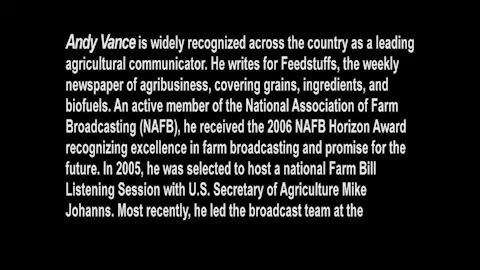 Andy Vance is widely recognized across the country as a leading
agricultural communicator. He writes for Feedstuffs, the weekly
newspaper of agribusiness, covering grains, ingredients, and
biofuels. An active member of the National Association of Farm
Broadcasting (NAFB), he received the 2006 NAFB Horizon Award
recognizing excellence in farm broadcasting and promise for the
future. In 2005, he was selected to host a national Farm Bill
Listening Session with U.S. Secretary of Agriculture Mike
Johanns. Most recently, he led the broadcast team at the